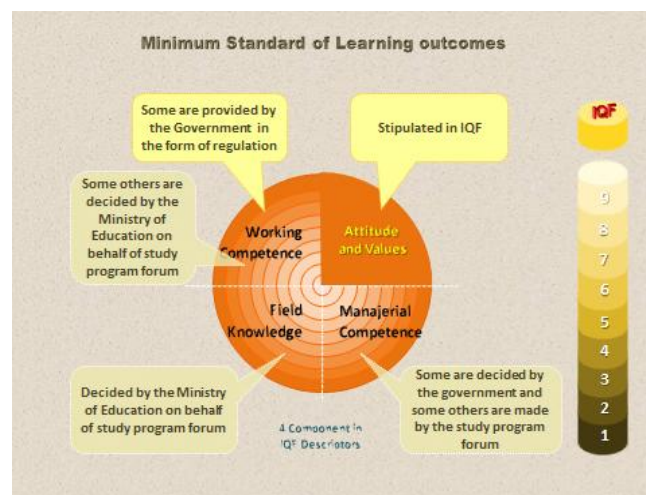 Minimum Standard of Learning outcomes
Some are provided by
the Government in
the form of regulation
Stipulated in IQF
IQF
Some others are
decided by the
Ministry of
Education on
behalf of study
program forum
Working
Competence
Attitude
and Values
Field
Knowledge
Manajerial
Competence
Decided by the Ministry
of Education on behalf
of study program forum
Some are decided by
the government and
some others are made
by the study program
forum
4 Component in
IQF Descriptors
9
8
7
6
5
4
3
2
1